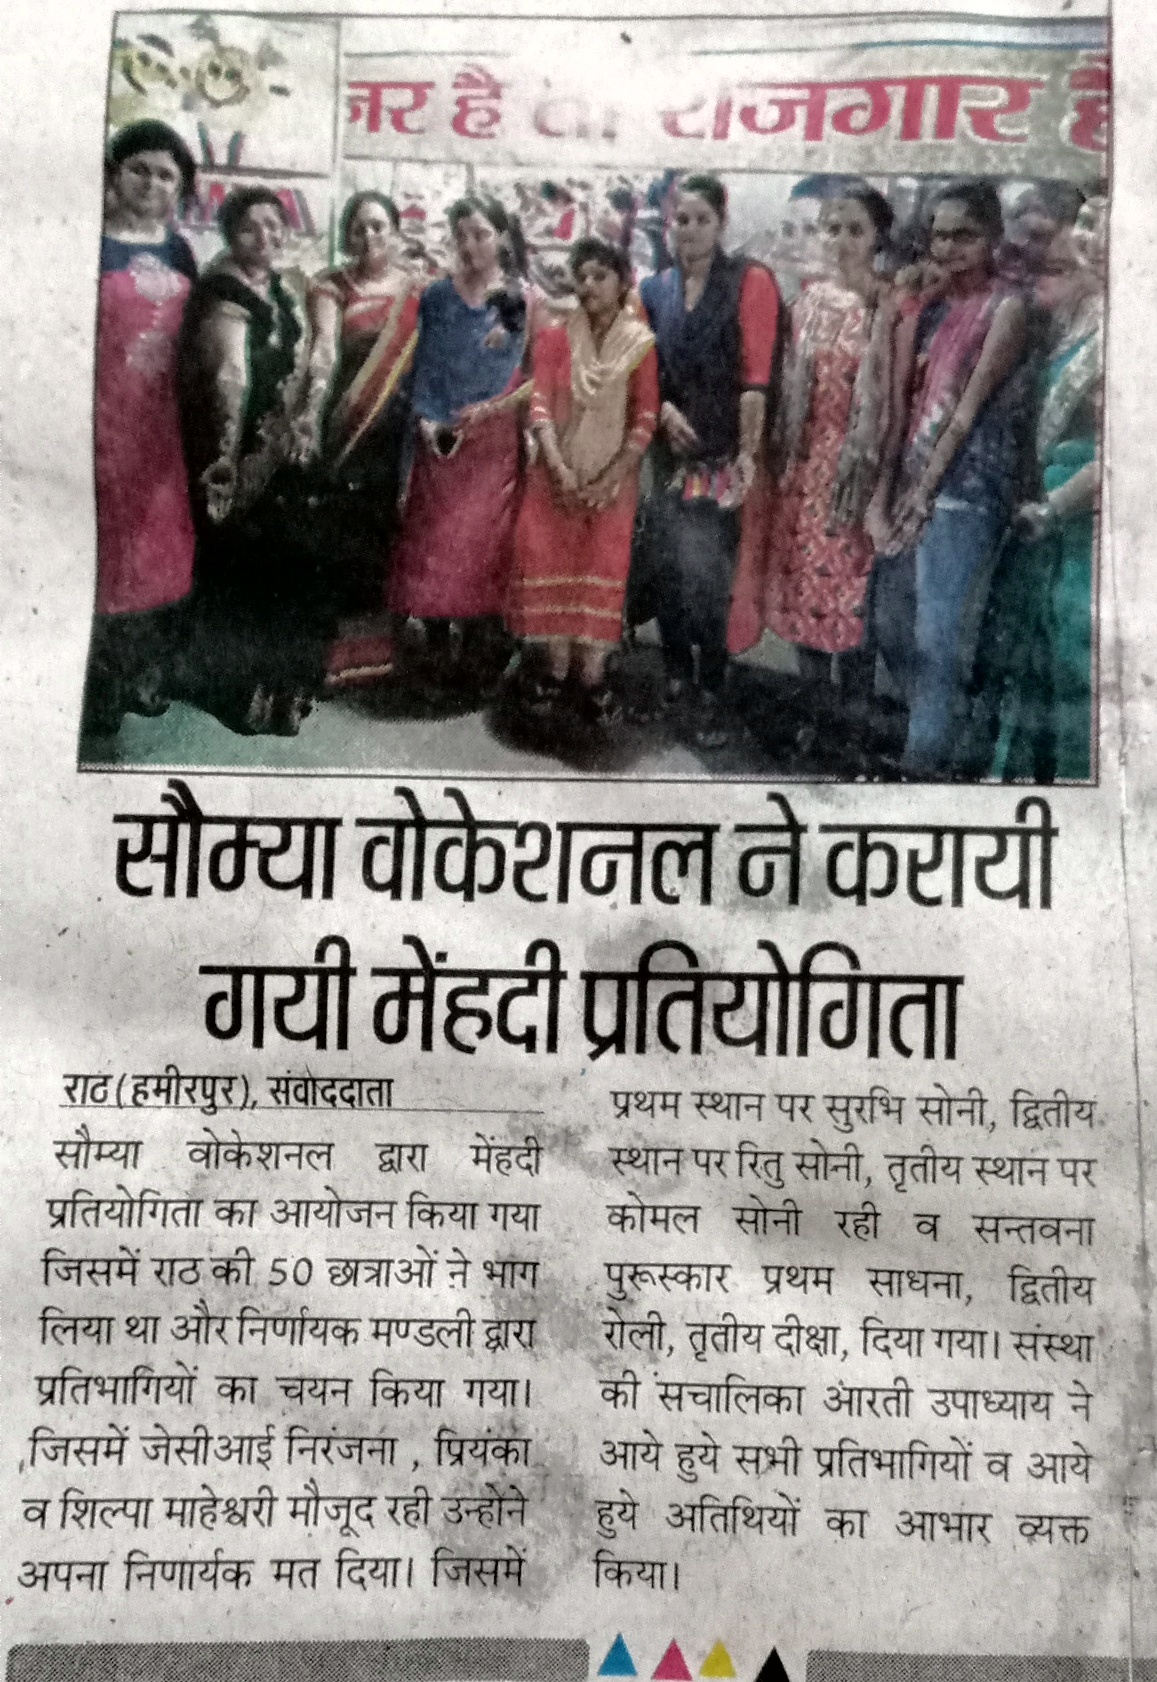 जर है तो रोजगार है
सौम्या वोकेशनल ने करायी
गयी मेंहदी प्रतियोगिता
राठ(हमीरपुर), संवाेददाता
सौम्या वोकेशनल द्वारा मेंहदी
प्रतियोगिता का आयोजन किया गया
जिसमें राठ की 50 छात्राओं ने भाग
लिया था और निर्णायक मण्डली द्वारा
प्रतिभागियों का चयन किया गया।
जिसमें जेसीआई निरंजना , प्रियंका
व शिल्पा माहेश्वरी मौजूद रही उन्होंने
अपना निणार्यक मत दिया। जिसमें
प्रथम स्थान पर सुरभि सोनी, द्वितीय
स्थान पर रितु सोनी, तृतीय स्थान पर
कोमल सोनी रही व सन्तवना
पुरूस्कार प्रथम साधना, द्वितीय
रोली, तृतीय दीक्षा, दिया गया। संस्था
की संचालिका आरती उपाध्याय ने
आये हुये सभी प्रतिभागियों व आये
हुये अतिथियों का आभार व्यक्त
किया।